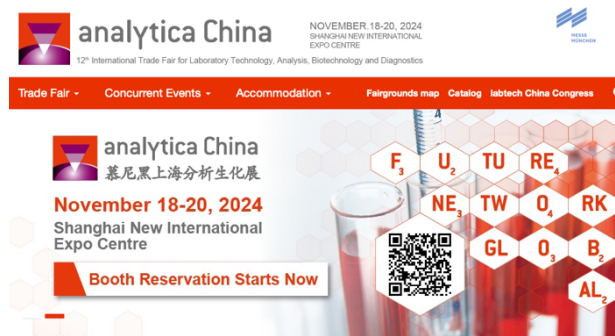 analytica China
NOVEMBER.18-20, 2024
SHANGHAI NEW INTERNATIONAL
EXPO CENTRE
MESSE
MÜNCHEN
12th International Trade Fair for Laboratory Technology, Analysis, Biotechnology and Diagnostics
Trade Fair Concurrent Events Accommodation Fairgrounds map Catalog labtech China Congress
analytica China
慕尼黑上海分析生化展
November 18-20, 2024
Shanghai New International
Expo Centre
Booth Reservation Starts Now
F3 U2 TU RE4
NE3 TW O4 RK
GL O3 B2
AL2